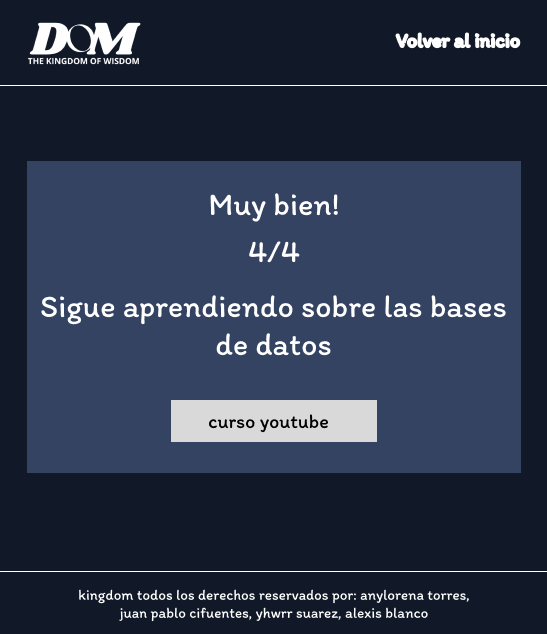 DOM
THE KINGDOM OF WISDOM
Volver al inicio
Muy bien!
4/4
Sigue aprendiendo sobre las bases
de datos
curso youtube
kingdom todos los derechos reservados por: anylorena torres,
juan pablo cifuentes, yhwrr suarez, alexis blanco